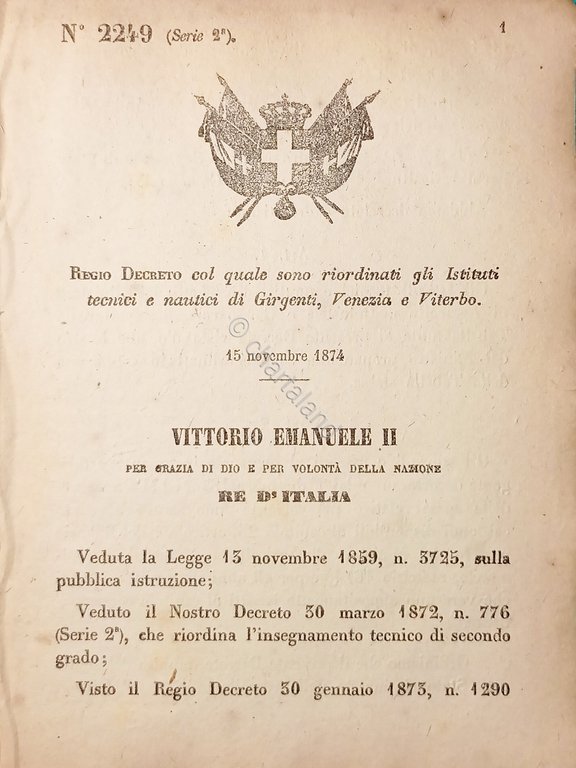 N° 2249 (Serie 2ª).
1
REGIO DECRETO col quale sono riordinati gli Istituti
tecnici e nautici di Girgenti, Venezia e Viterbo.
15 novembre 1874
VITTORIO EMANUELE II
PER GRAZIA DI DIO E PER VOLONTÀ DELLA NAZIONE
RE D'ITALIA
Veduta la Legge 13 novembre 1859, n. 3725, sulla
pubblica istruzione;
Veduto il Nostro Decreto 30 marzo 1872, n. 776
(Serie 2ª), che riordina l'insegnamento tecnico di secondo
grado;
Visto il Regio Decreto 30 gennaio 1873, n. 1290